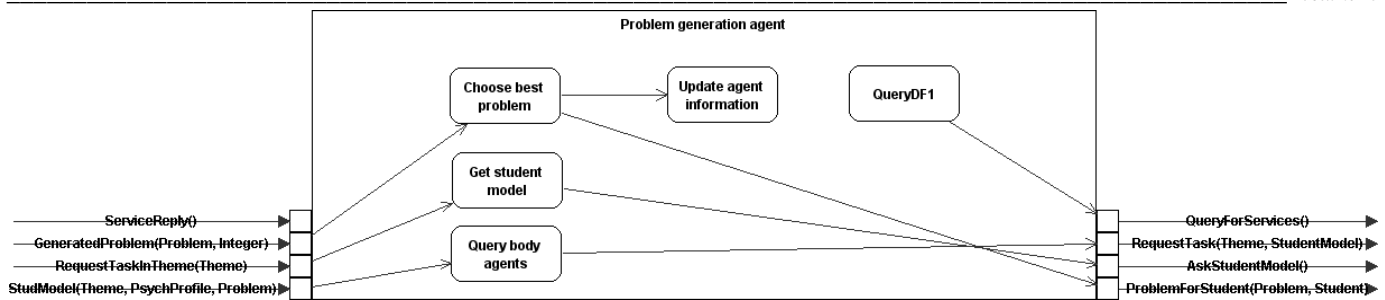 Problem generation agent
Choose best
problem
Update agent
information
QueryDF1
Get student
model
Query body
agents
ServiceReply()
GeneratedProblem(Problem, Integer)
RequestTaskInTheme(Theme)
StudModel(Theme, PsychProfile, Problem)
QueryForServices()
RequestTask(Theme, StudentModel)
AskStudentModel()
ProblemForStudent(Problem, Student)